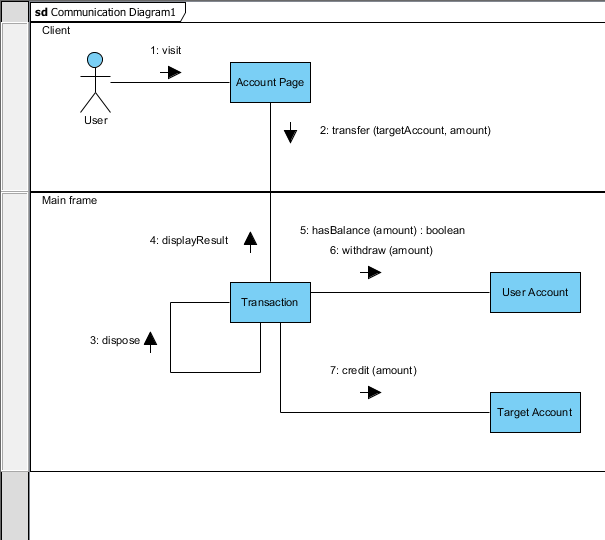 sd Communication Diagram1
Client
1: visit
Account Page
User
2: transfer (targetAccount, amount)
Main frame
5: hasBalance (amount) : boolean
4: displayResult
6: withdraw (amount)
User Account
Transaction
3: dispose
7: credit (amount)
Target Account